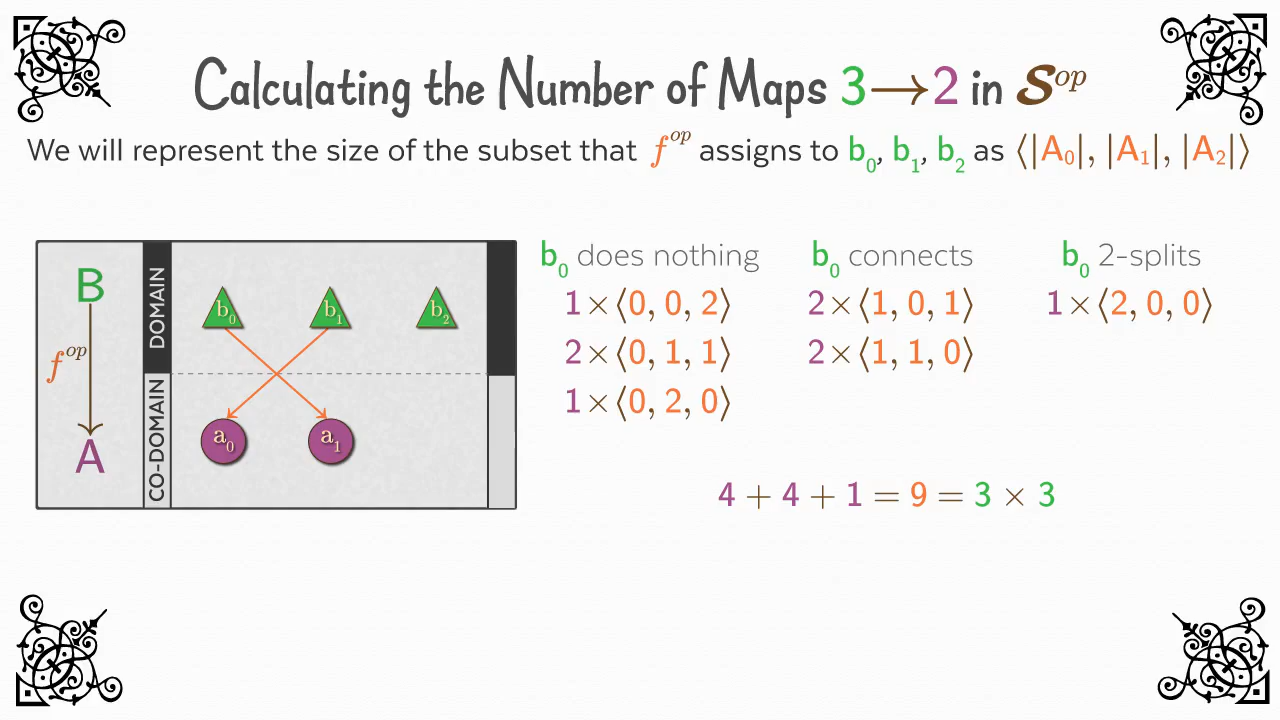 Calculating the Number of Maps 3→2 in 𝓢ᵒᵖ
We will represent the size of the subset that fᵒᵖ assigns to b₀, b₁, b₂ as ⟨|A₀|, |A₁|, |A₂|⟩
B
fᵒᵖ
A
DOMAIN
CO-DOMAIN
b₀ b₁ b₂
a₀ a₁
b₀ does nothing
1×⟨0, 0, 2⟩
2×⟨0, 1, 1⟩
1×⟨0, 2, 0⟩
b₀ connects
2×⟨1, 0, 1⟩
2×⟨1, 1, 0⟩
b₀ 2-splits
1×⟨2, 0, 0⟩
4 + 4 + 1 = 9 = 3 × 3